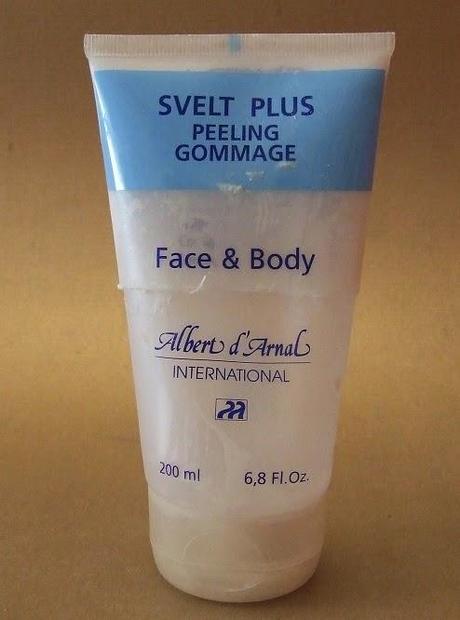 SVELT PLUS
PEELING
GOMMAGE
Face & Body
Albert d'Arnal
INTERNATIONAL
200 ml 6,8 Fl.Oz.